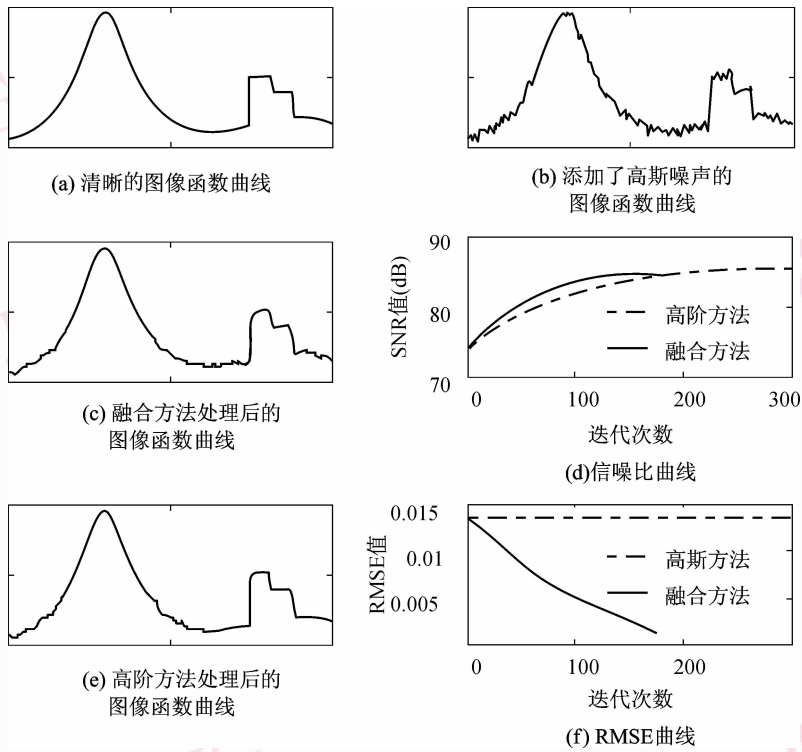 (a) 清晰的图像函数曲线
(b) 添加了高斯噪声的
图像函数曲线
(c) 融合方法处理后的
图像函数曲线
90
80
70
SNR值(dB)
高阶方法
融合方法
0 100 200 300
迭代次数
(d)信噪比曲线
(e) 高阶方法处理后的
图像函数曲线
0.015
0.01
0.005
RMSE值
高斯方法
融合方法
0 100 200
迭代次数
(f) RMSE曲线